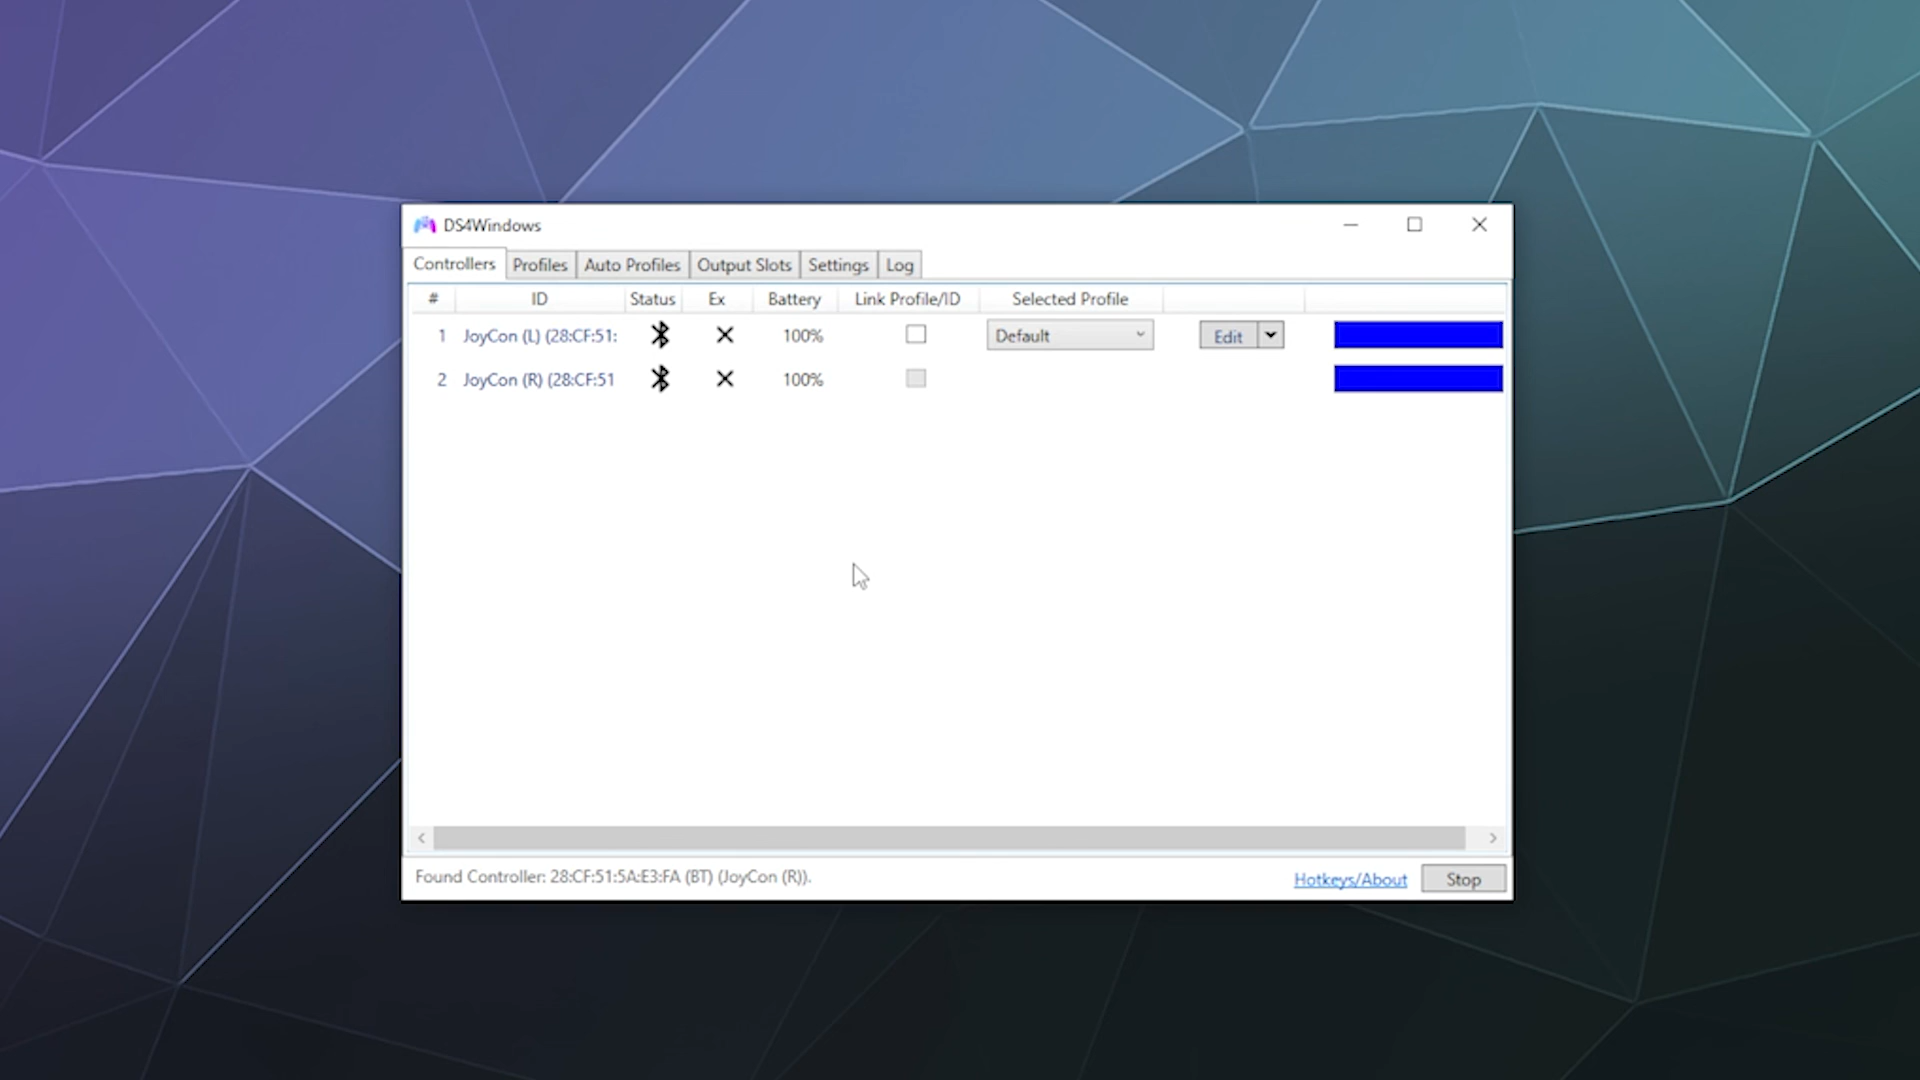 DS4Windows
Controllers Profiles Auto Profiles Output Slots Settings Log
# ID Status Ex Battery Link Profile/ID Selected Profile
1 JoyCon (L) (28:CF:51: 100% Default Edit
2 JoyCon (R) (28:CF:51 100%
Found Controller: 28:CF:51:5A:E3:FA (BT) (JoyCon (R)). Hotkeys/About Stop